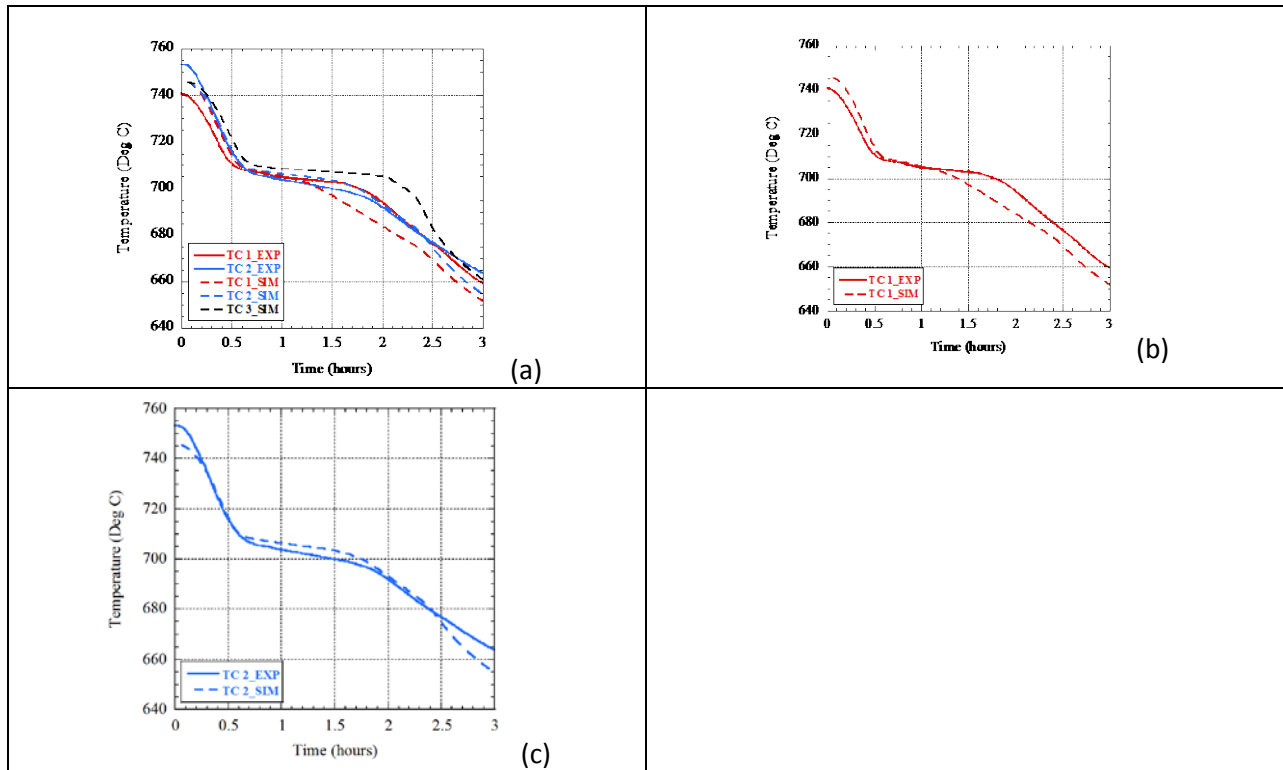 760
740
720
700
680
660
640
Temperature (Deg C)
TC 1_EXP
TC 2_EXP
TC 1_SIM
TC 2_SIM
TC 3_SIM
0 0.5 1 1.5 2 2.5 3
Time (hours)
(a)
760
740
720
700
680
660
640
Temperature (Deg C)
TC 1_EXP
TC 1_SIM
0 0.5 1 1.5 2 2.5 3
Time (hours)
(b)
760
740
720
700
680
660
640
Temperature (Deg C)
TC 2_EXP
TC 2_SIM
0 0.5 1 1.5 2 2.5 3
Time (hours)
(c)